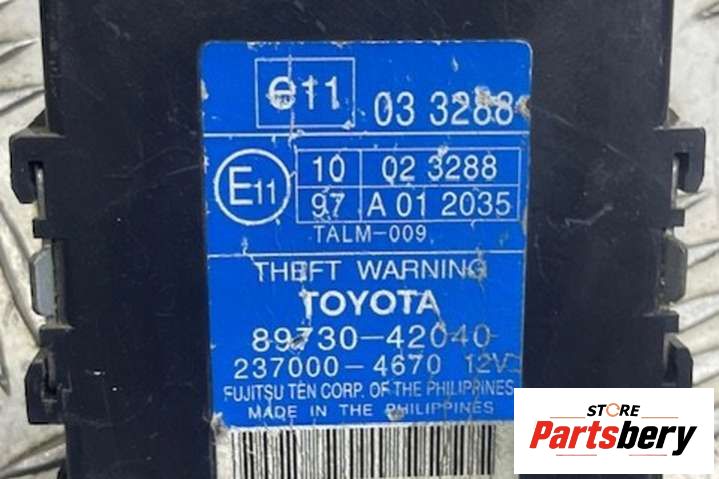 e11 03 3288
E11 10 02 3288
97 A 01 2035
TALM-009
THEFT WARNING
TOYOTA
89730-42040
237000-4670 12V
FUJITSU TEN CORP. OF THE PHILIPPINES
MADE IN THE PHILIPPINES
STORE
Partsbery